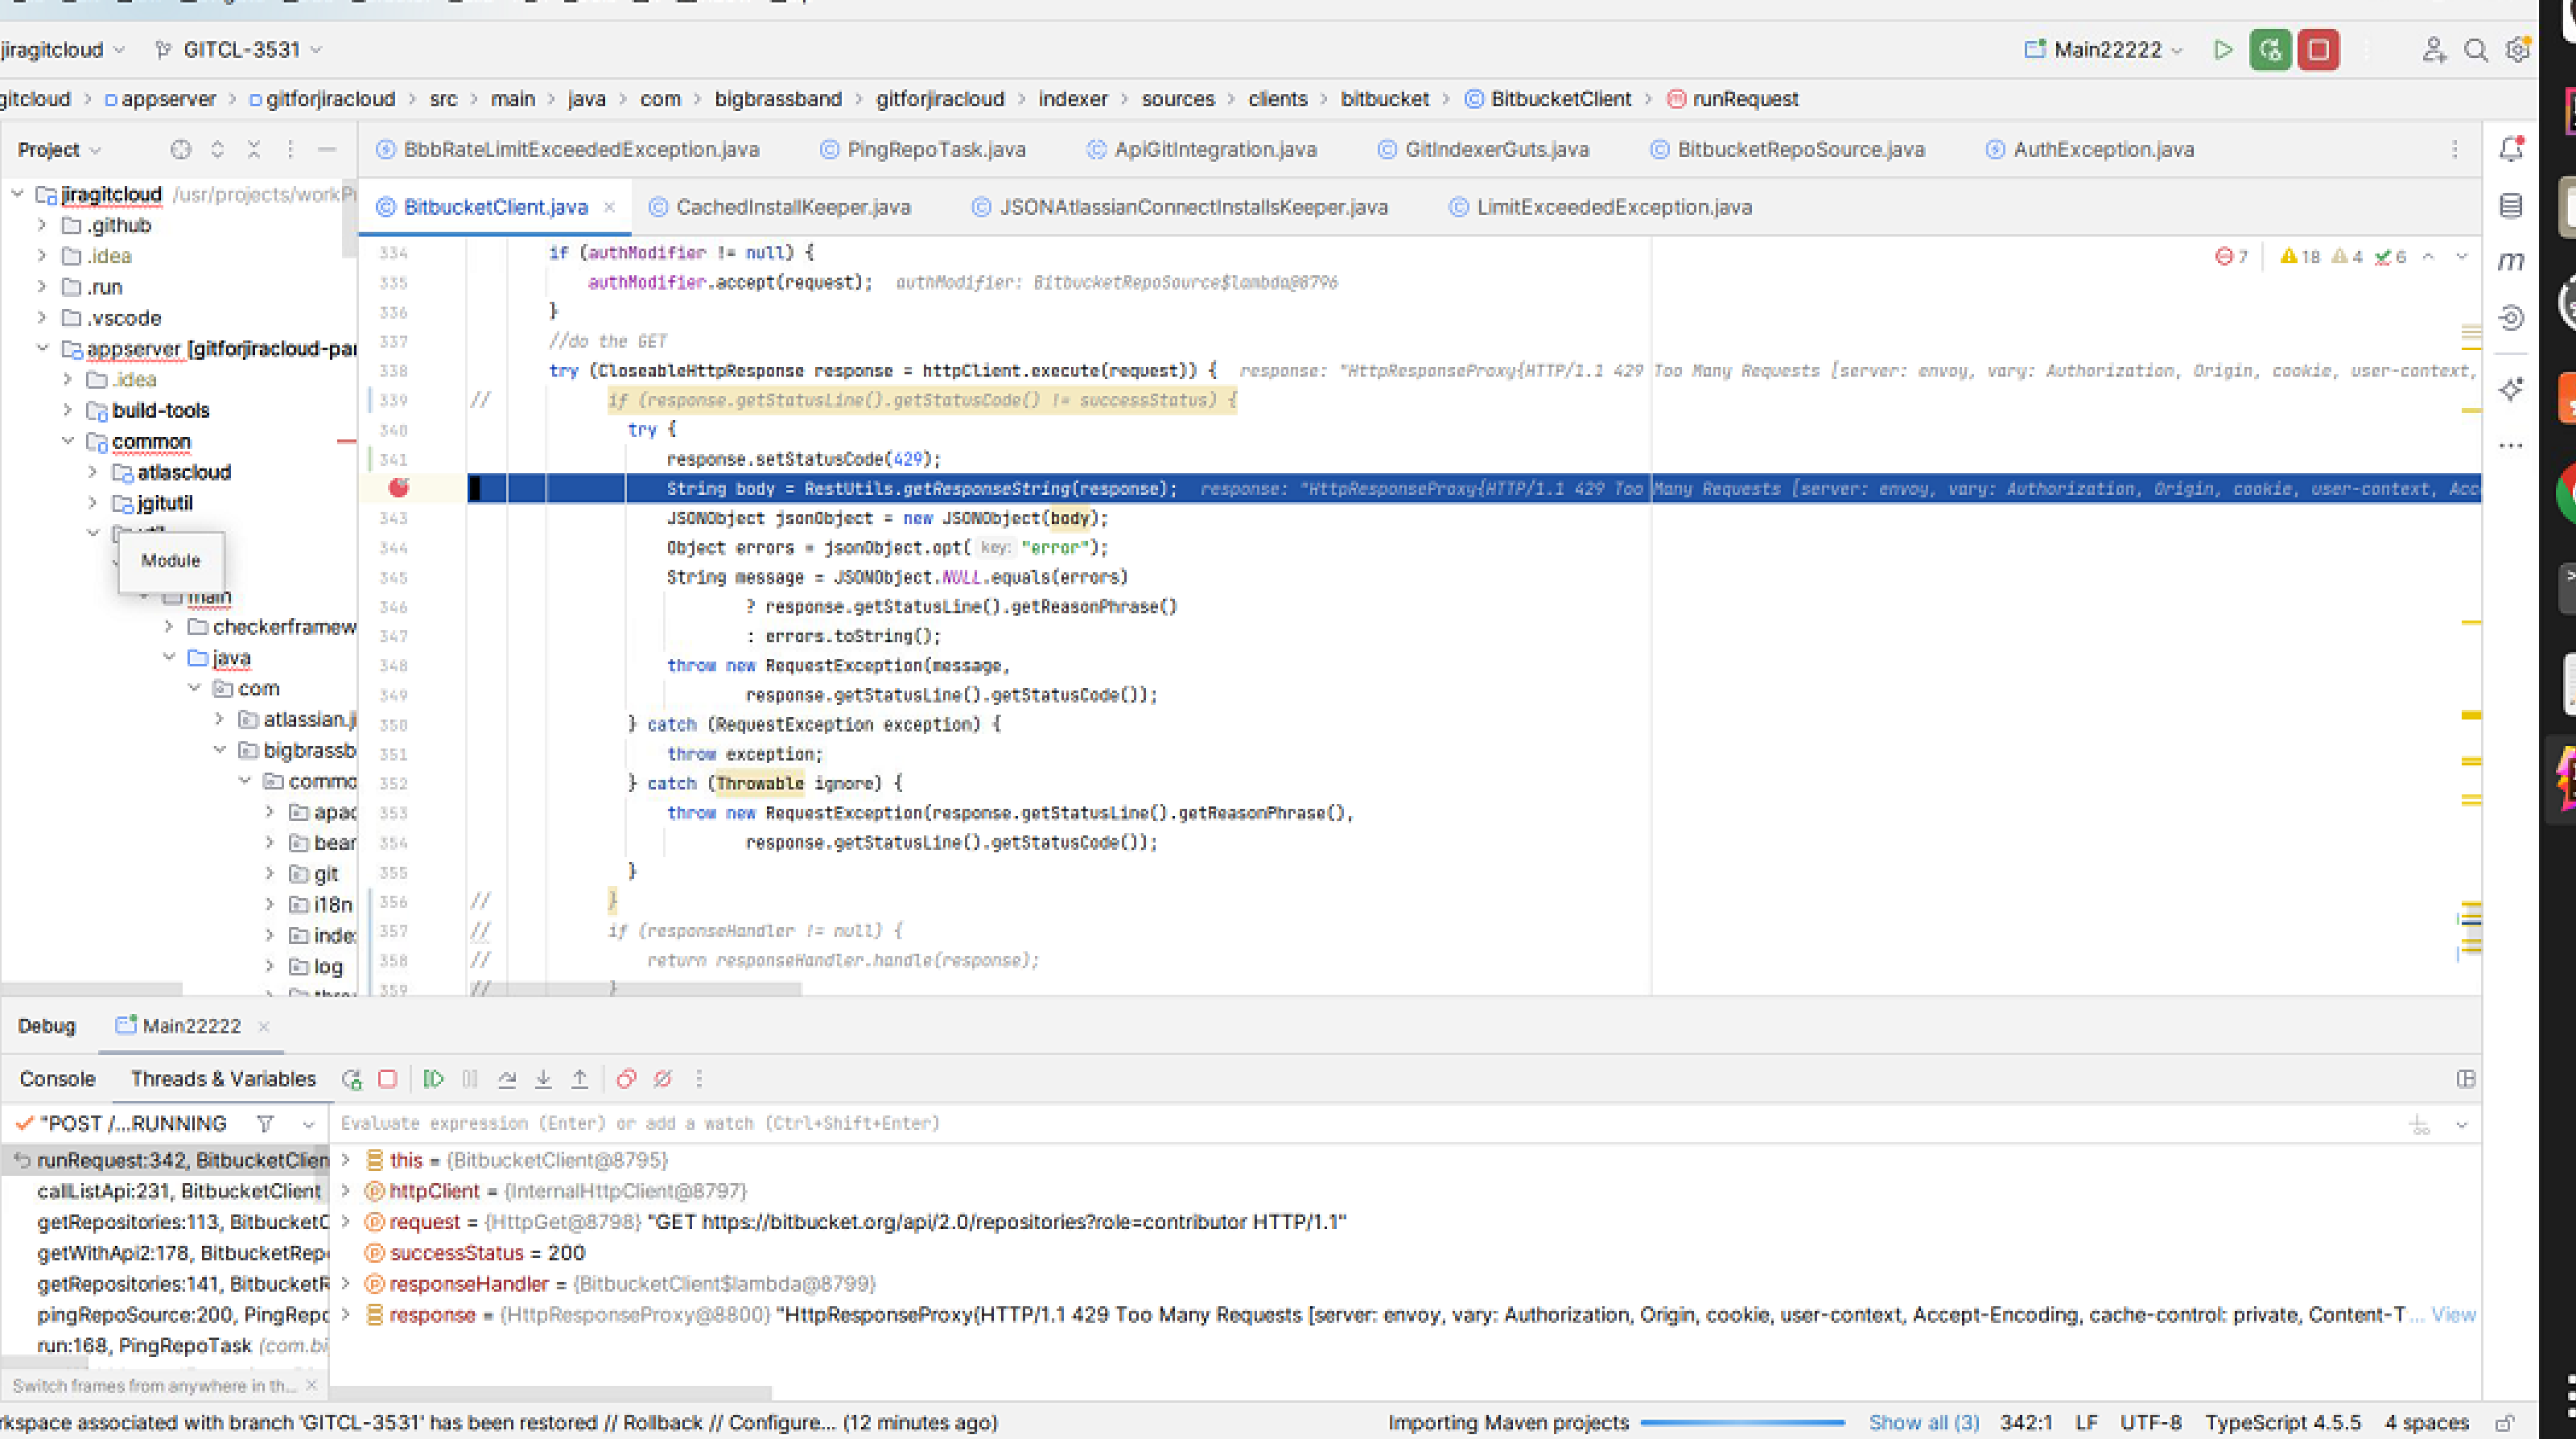 jiragitcloud GITCL-3531 Main22222
gitcloud > appserver > gitforjiracloud > src > main > java > com > bigbrassband > gitforjiracloud > indexer > sources > clients > bitbucket > BitbucketClient > runRequest
Project
BbbRateLimitExceededException.java PingRepoTask.java ApiGitIntegration.java GitIndexerGuts.java BitbucketRepoSource.java AuthException.java
BitbucketClient.java CachedInstallKeeper.java JSONAtlassianConnectInstallsKeeper.java LimitExceededException.java
jiragitcloud /usr/projects/workP
.github
.idea
.run
.vscode
appserver [gitforjiracloud-par
.idea
build-tools
common
atlascloud
jgitutil
Module
main
checkerframew
java
com
atlassian.ji
bigbrassb
commo
apac
bear
git
i18n
inde
log
7 18 4 6
334 if (authModifier != null) {
335 authModifier.accept(request); authModifier: BitbucketRepoSource$lambda@8796
336 }
337 //do the GET
338 try (CloseableHttpResponse response = httpClient.execute(request)) { response: "HttpResponseProxy{HTTP/1.1 429 Too Many Requests [server: envoy, vary: Authorization, Origin, cookie, user-context,
339 // if (response.getStatusLine().getStatusCode() != successStatus) {
340 try {
341 response.setStatusCode(429);
String body = RestUtils.getResponseString(response); response: "HttpResponseProxy{HTTP/1.1 429 Too Many Requests [server: envoy, vary: Authorization, Origin, cookie, user-context, Acc
343 JSONObject jsonObject = new JSONObject(body);
344 Object errors = jsonObject.opt( key: "error");
345 String message = JSONObject.NULL.equals(errors)
346 ? response.getStatusLine().getReasonPhrase()
347 : errors.toString();
348 throw new RequestException(message,
349 response.getStatusLine().getStatusCode());
350 } catch (RequestException exception) {
351 throw exception;
352 } catch (Throwable ignore) {
353 throw new RequestException(response.getStatusLine().getReasonPhrase(),
354 response.getStatusLine().getStatusCode());
355 }
356 // }
357 // if (responseHandler != null) {
358 // return responseHandler.handle(response);
359 // }
m
Debug Main22222
Console Threads & Variables
"POST /...RUNNING
Evaluate expression (Enter) or add a watch (Ctrl+Shift+Enter)
runRequest:342, BitbucketClien
callListApi:231, BitbucketClient
getRepositories:113, BitbucketC
getWithApi2:178, BitbucketRep
getRepositories:141, BitbucketR
pingRepoSource:200, PingRepo
run:168, PingRepoTask (com.bi
Switch frames from anywhere in th...
this = {BitbucketClient@8795}
httpClient = {InternalHttpClient@8797}
request = {HttpGet@8798} "GET https://bitbucket.org/api/2.0/repositories?role=contributor HTTP/1.1"
successStatus = 200
responseHandler = {BitbucketClient$lambda@8799}
response = {HttpResponseProxy@8800} "HttpResponseProxy{HTTP/1.1 429 Too Many Requests [server: envoy, vary: Authorization, Origin, cookie, user-context, Accept-Encoding, cache-control: private, Content-T... View
rkspace associated with branch 'GITCL-3531' has been restored // Rollback // Configure... (12 minutes ago) Importing Maven projects Show all (3) 342:1 LF UTF-8 TypeScript 4.5.5 4 spaces